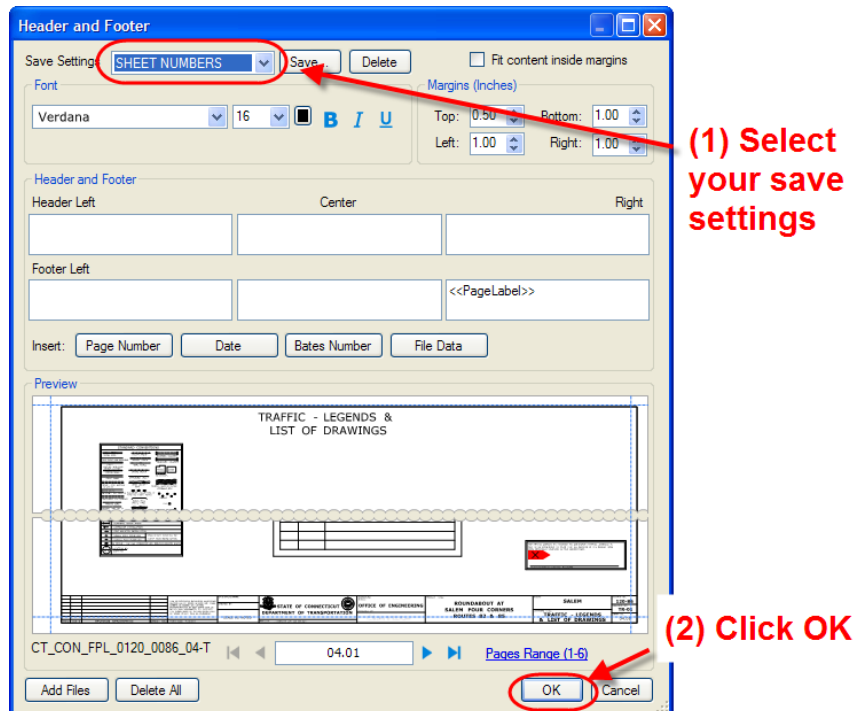 Header and Footer
Save Settings SHEET NUMBERS Save... Delete Fit content inside margins
Font
Margins (Inches)
Verdana 16 B I U
Top: 0.50 Bottom: 1.00
Left: 1.00 Right: 1.00
(1) Select
your save
settings
Header and Footer
Header Left Center Right
Footer Left
<<PageLabel>>
Insert: Page Number Date Bates Number File Data
Preview
TRAFFIC - LEGENDS &
LIST OF DRAWINGS
STATE OF CONNECTICUT
DEPARTMENT OF TRANSPORTATION
OFFICE OF ENGINEERING
ROUNDABOUT AT
SALEM FOUR CORNERS
ROUTES 82 & 85
SALEM
TRAFFIC - LEGENDS
& LIST OF DRAWINGS
TR-01
(2) Click OK
CT_CON_FPL_0120_0086_04-T 04.01 Pages Range (1-6)
Add Files Delete All OK Cancel